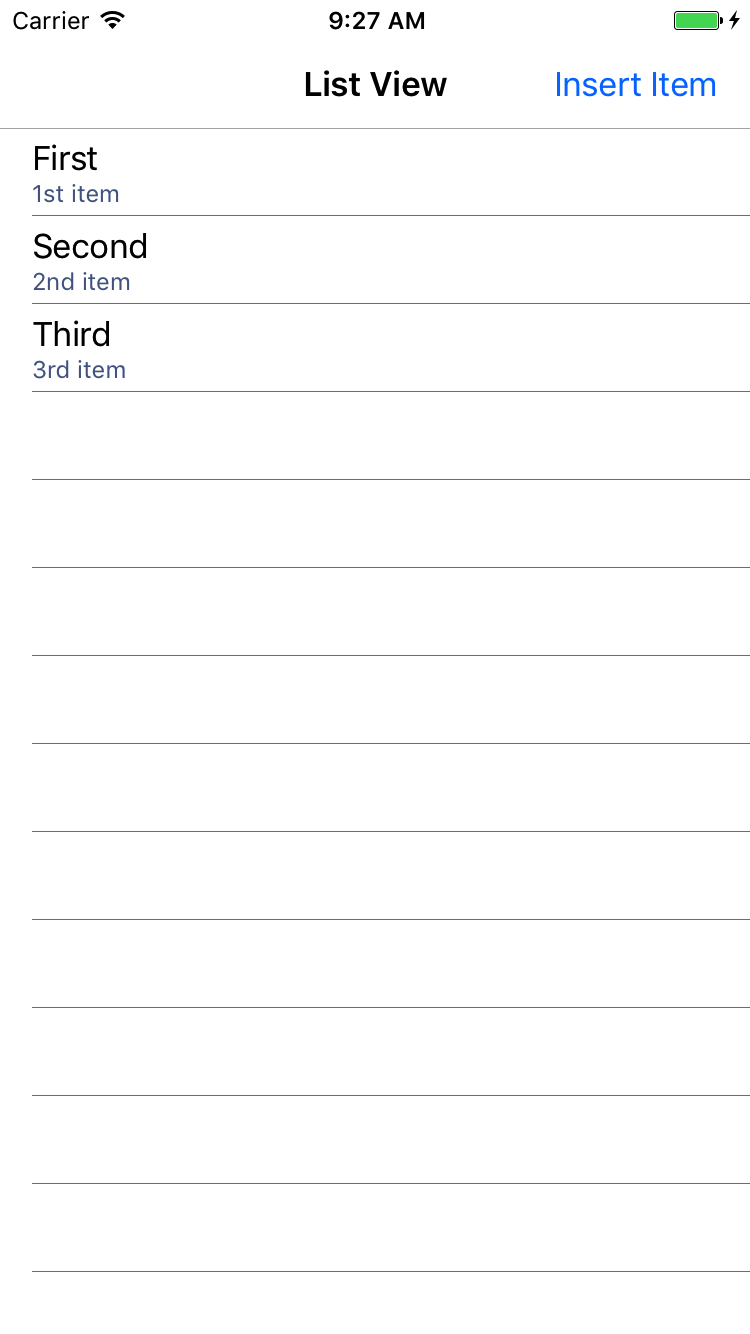 Carrier 9:27 AM
List View Insert Item
First
1st item
Second
2nd item
Third
3rd item